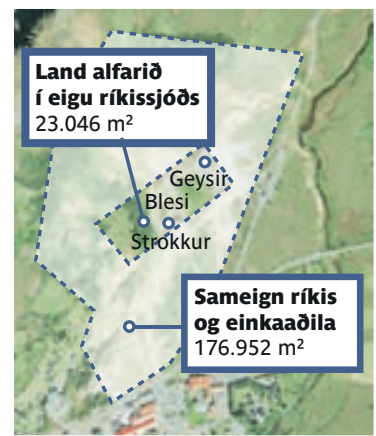 Land alfarið
í eigu ríkissjóðs
23.046 m²
Geysir
Blesi
Strokkur
Sameign ríkis
og einkaaðila
176.952 m²